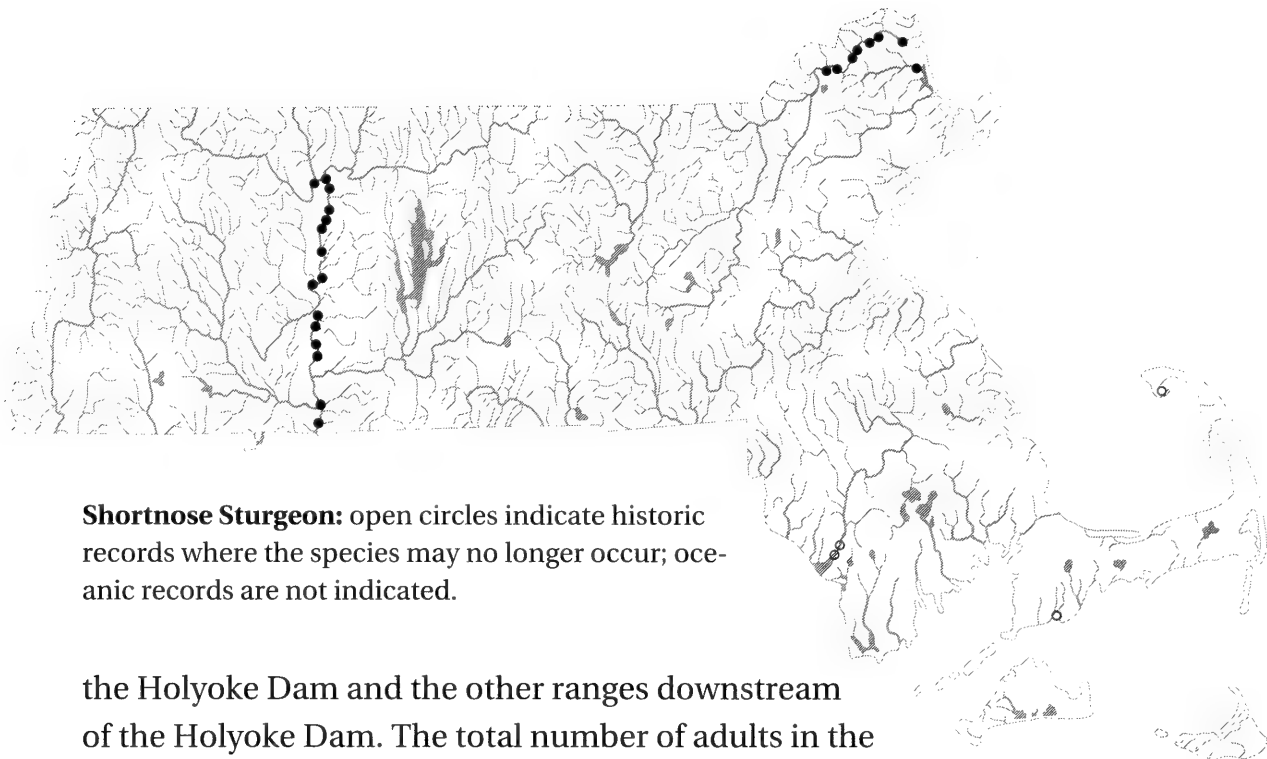 Shortnose Sturgeon: open circles indicate historic
records where the species may no longer occur; oce-
anic records are not indicated.
the Holyoke Dam and the other ranges downstream
of the Holyoke Dam. The total number of adults in the